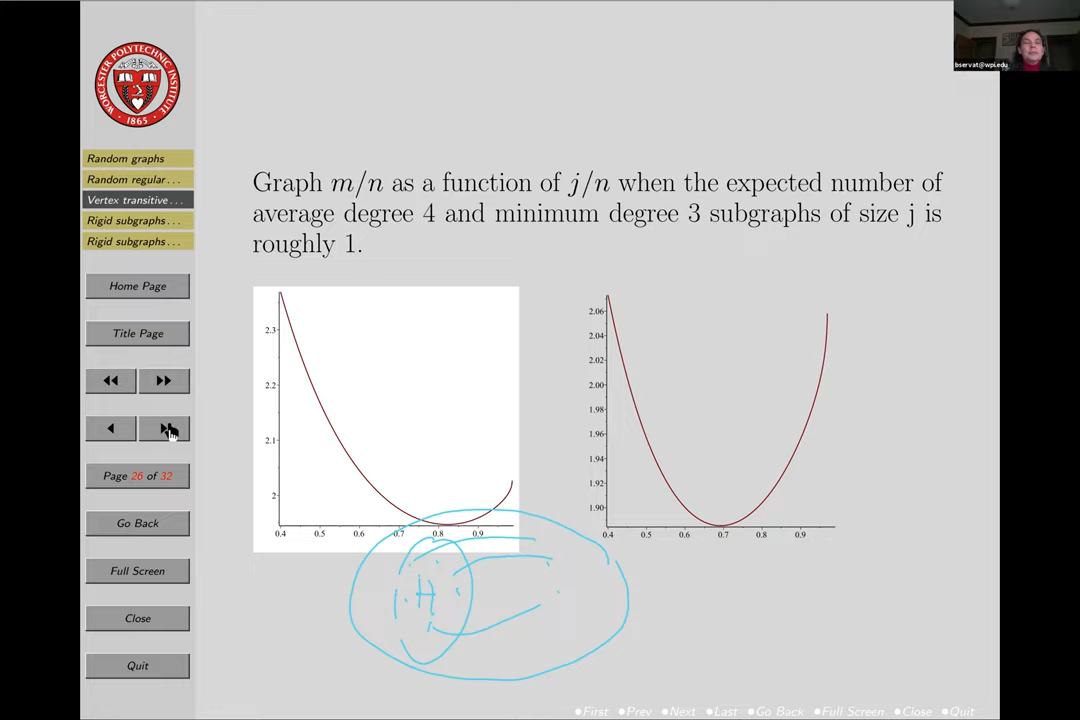 bservat@wpi.edu
WORCESTER POLYTECHNIC INSTITUTE
1865
Random graphs
Random regular . . .
Vertex transitive . . .
Rigid subgraphs . . .
Rigid subgraphs . . .
Home Page
Title Page
Page 26 of 32
Go Back
Full Screen
Close
Quit
Graph m/n as a function of j/n when the expected number of
average degree 4 and minimum degree 3 subgraphs of size j is
roughly 1.
2.3
2.2
2.1
2
0.4 0.5 0.6 0.7 0.8 0.9
2.06
2.04
2.02
2.00
1.98
1.96
1.94
1.92
1.90
0.4 0.5 0.6 0.7 0.8 0.9
H
•First •Prev •Next •Last •Go Back •Full Screen •Close •Quit